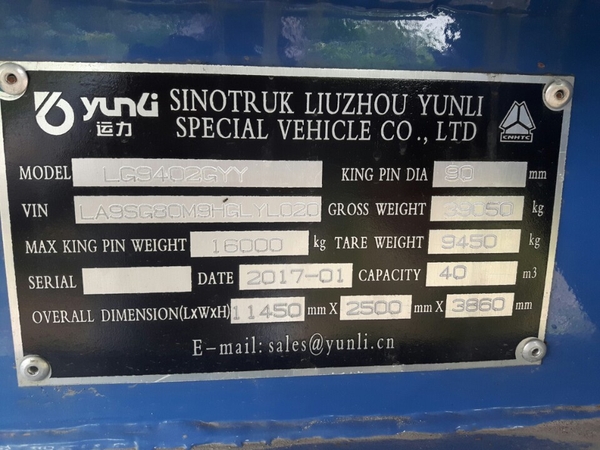 yunli 运力 SINOTRUK LIUZHOU YUNLI
SPECIAL VEHICLE CO., LTD CNHTC
MODEL LG9402GYY KING PIN DIA 90 mm
VIN GROSS WEIGHT 39050 kg
MAX KING PIN WEIGHT 16000 kg TARE WEIGHT 9450 kg
SERIAL DATE 2017-01 CAPACITY 40 m3
OVERALL DIMENSION(LxWxH) 11450 mm X 2500 mm X 3860 mm
E-mail: sales@yunli.cn